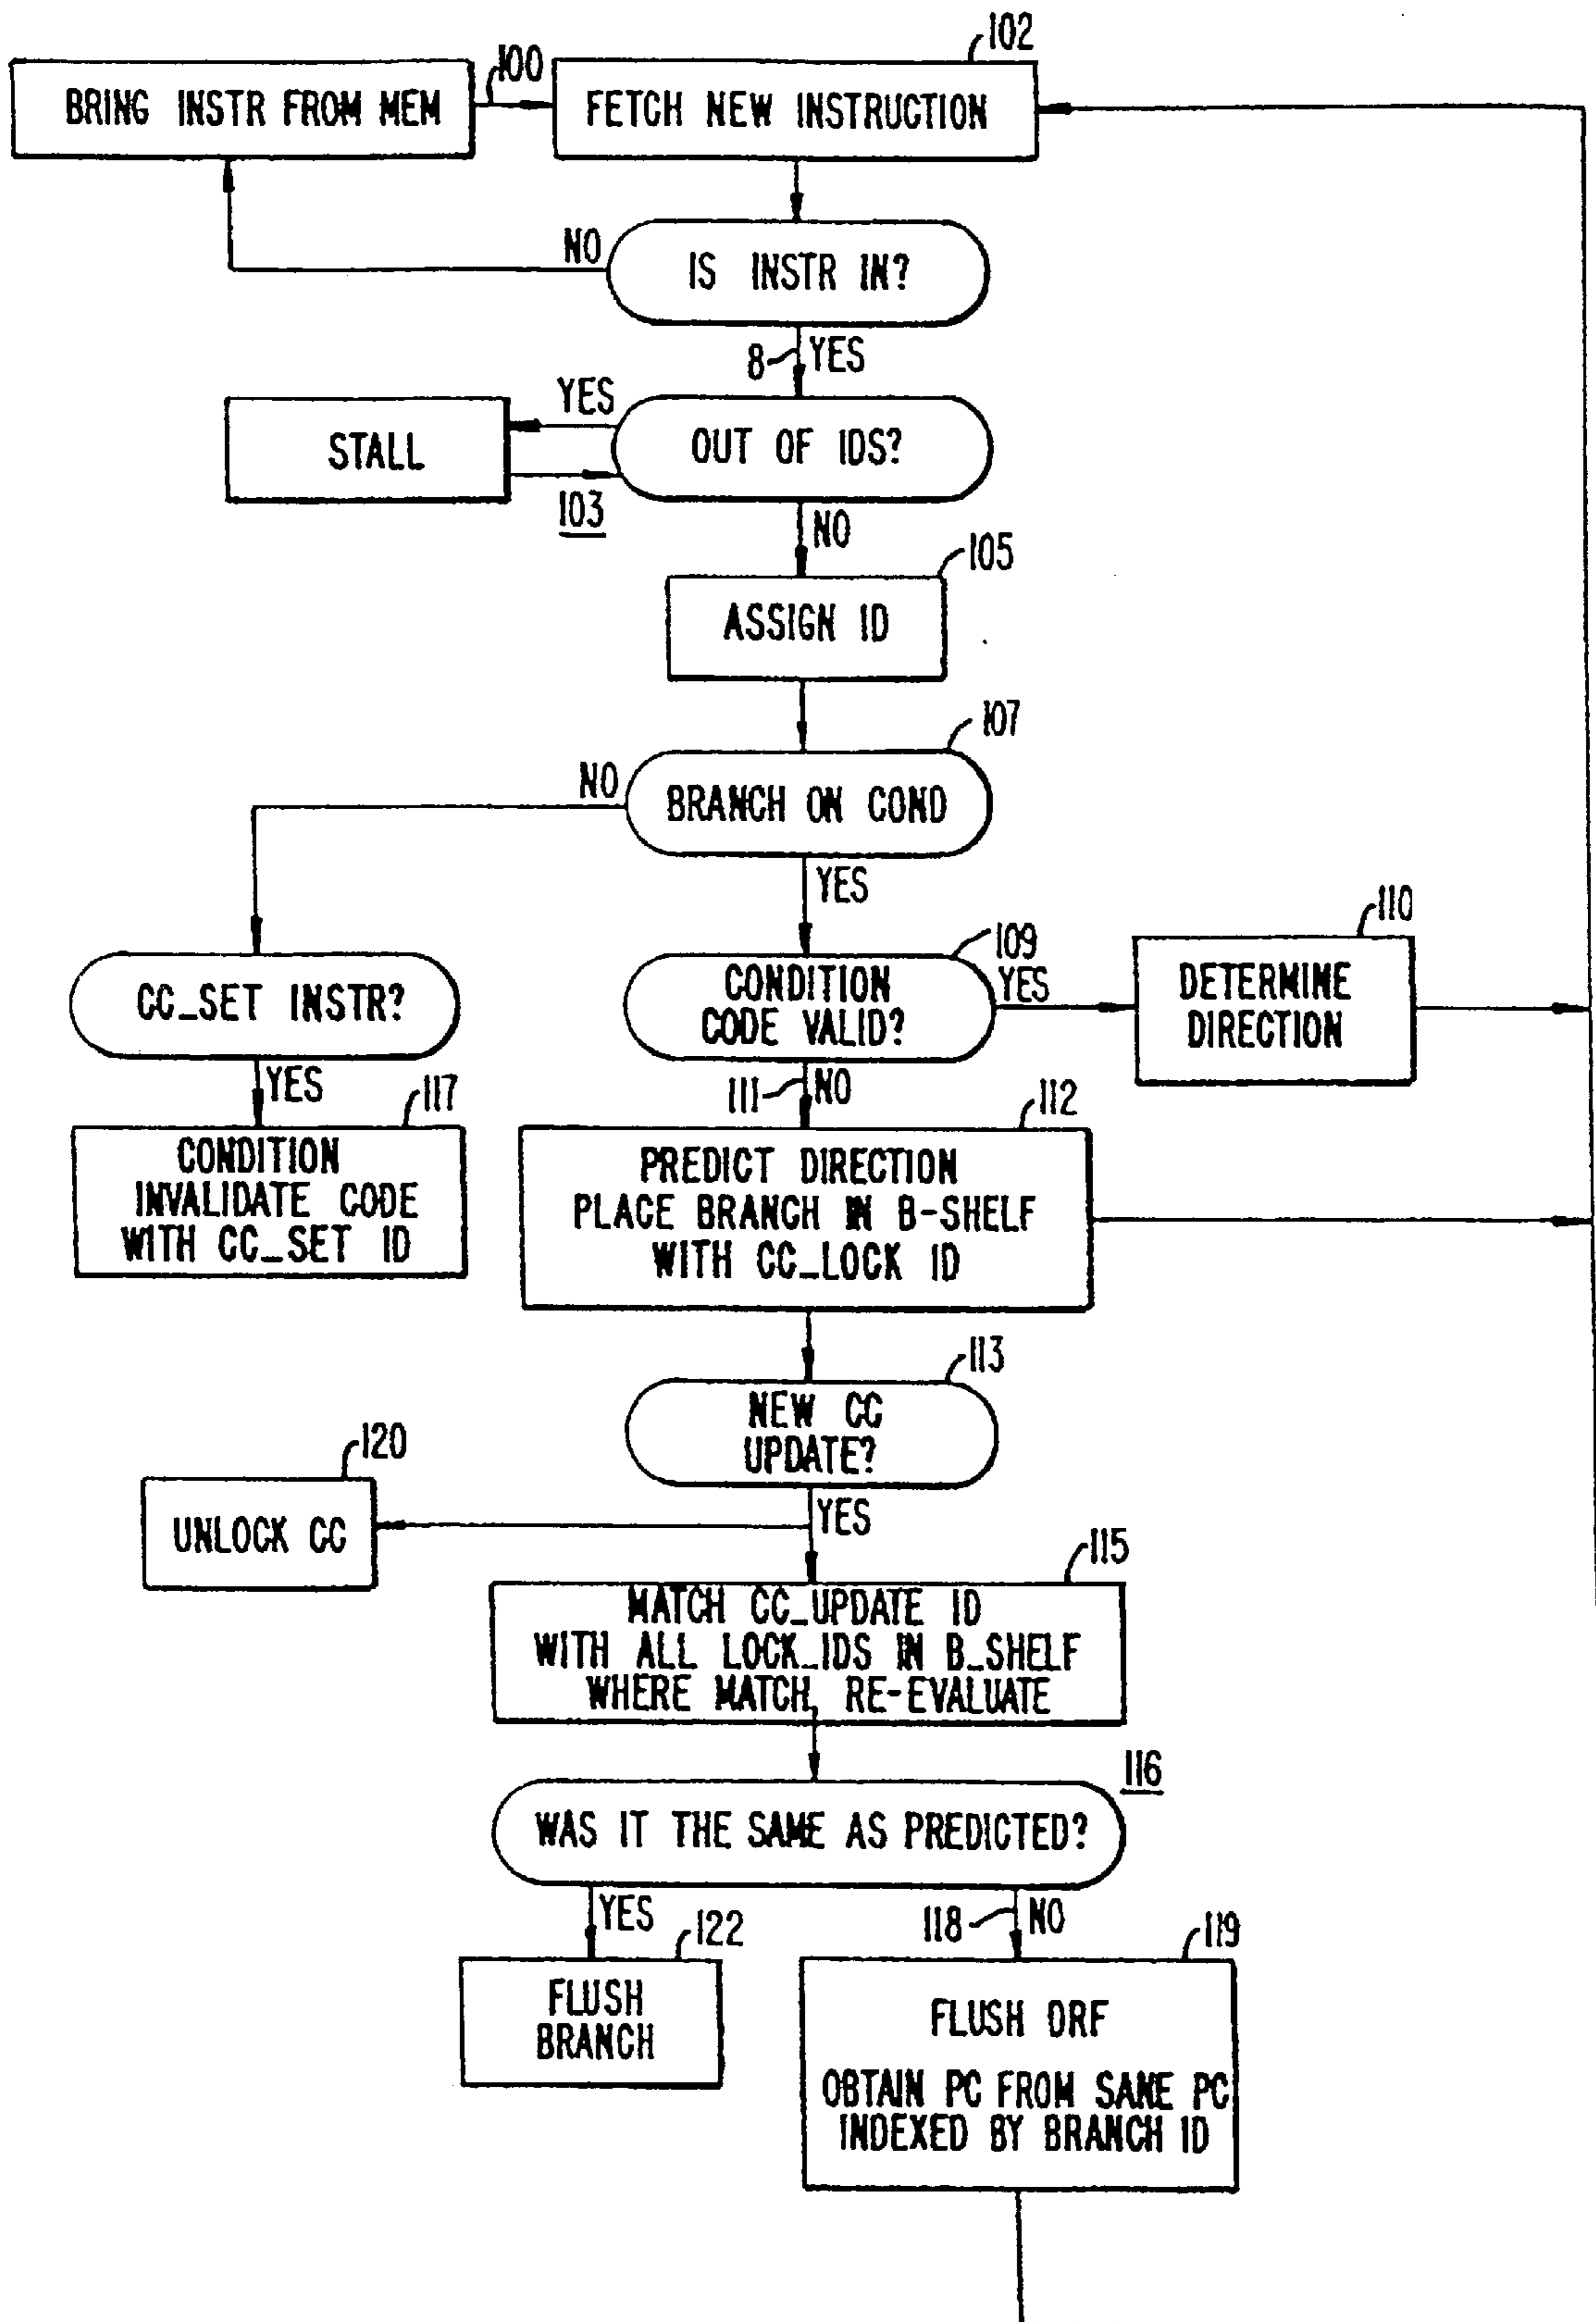 102
100
BRING INSTR FROM MEM
FETCH NEW INSTRUCTION
NO
IS INSTR IN?
8
YES
YES
STALL
OUT OF IDS?
103
NO
105
ASSIGN ID
107
NO
BRANCH ON COND
YES
110
109
CC_SET INSTR?
CONDITION
CODE VALID?
YES
DETERMINE
DIRECTION
YES
117
111
NO
112
CONDITION
INVALIDATE CODE
WITH CC_SET ID
PREDICT DIRECTION
PLACE BRANCH IN B-SHELF
WITH CC_LOCK ID
113
NEW CC
UPDATE?
120
YES
UNLOCK CC
115
MATCH CC_UPDATE ID
WITH ALL LOCK_IDS IN B_SHELF
WHERE MATCH, RE-EVALUATE
116
WAS IT THE SAME AS PREDICTED?
YES
118
NO
122
119
FLUSH
BRANCH
FLUSH DRF
OBTAIN PC FROM SAME PC
INDEXED BY BRANCH ID